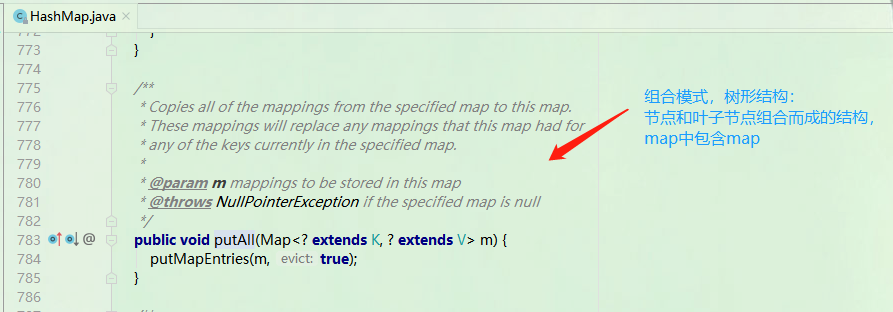 HashMap.java
772 }
773 }
774
775 /**
776 * Copies all of the mappings from the specified map to this map.
777 * These mappings will replace any mappings that this map had for
778 * any of the keys currently in the specified map.
779 *
780 * @param m mappings to be stored in this map
781 * @throws NullPointerException if the specified map is null
782 */
783 @ public void putAll(Map<? extends K, ? extends V> m) {
784 putMapEntries(m, evict: true);
785 }
786
组合模式，树形结构：
节点和叶子节点组合而成的结构，
map中包含map